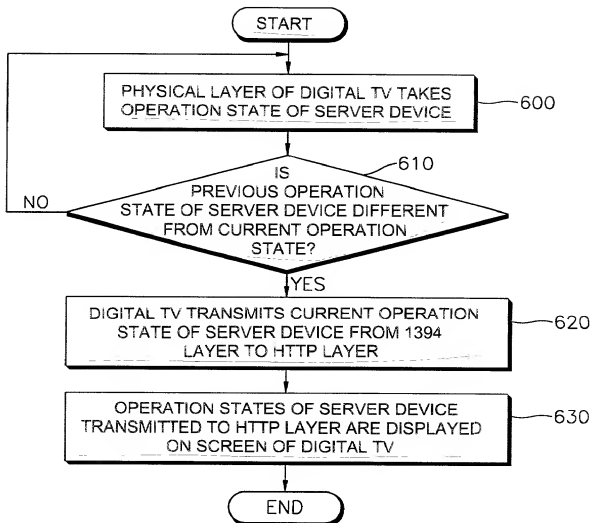 START
PHYSICAL LAYER OF DIGITAL TV TAKES
OPERATION STATE OF SERVER DEVICE
600
610
IS
PREVIOUS OPERATION
STATE OF SERVER DEVICE DIFFERENT
FROM CURRENT OPERATION
STATE?
NO
YES
DIGITAL TV TRANSMITS CURRENT OPERATION
STATE OF SERVER DEVICE FROM 1394
LAYER TO HTTP LAYER
620
OPERATION STATES OF SERVER DEVICE
TRANSMITTED TO HTTP LAYER ARE DISPLAYED
ON SCREEN OF DIGITAL TV
630
END